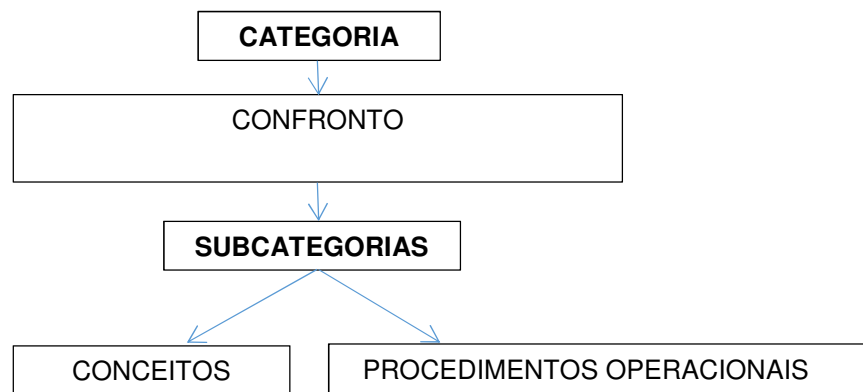 CATEGORIA
CONFRONTO
SUBCATEGORIAS
CONCEITOS
PROCEDIMENTOS OPERACIONAIS